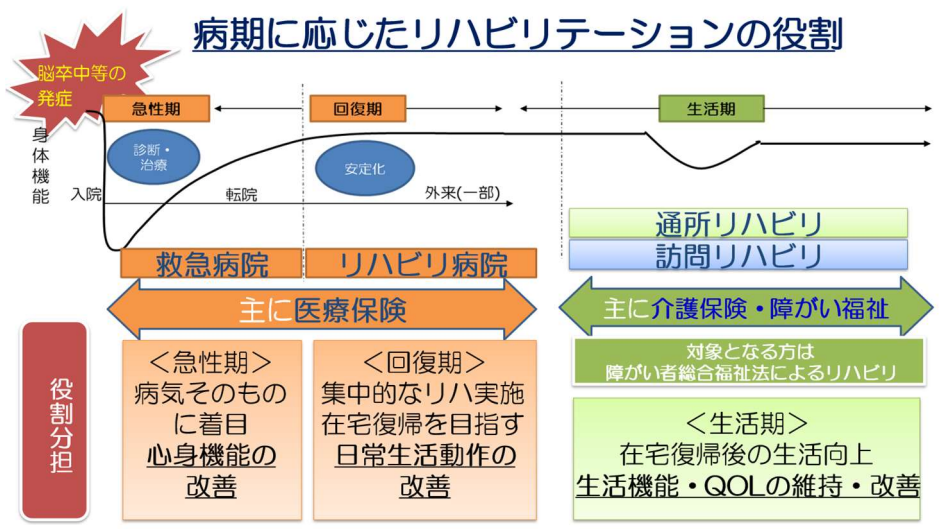 病期に応じたリハビリテーションの役割
脳卒中等の
発症
急性期
回復期
生活期
身体機能
診断・
治療
安定化
入院
転院
外来(一部)
通所リハビリ
訪問リハビリ
救急病院
リハビリ病院
主に医療保険
主に介護保険・障がい福祉
対象となる方は
障がい者総合福祉法によるリハビリ
役割分担
＜急性期＞
病気そのもの
に着目
心身機能の
改善
＜回復期＞
集中的なリハ実施
在宅復帰を目指す
日常生活動作の
改善
＜生活期＞
在宅復帰後の生活向上
生活機能・QOLの維持・改善